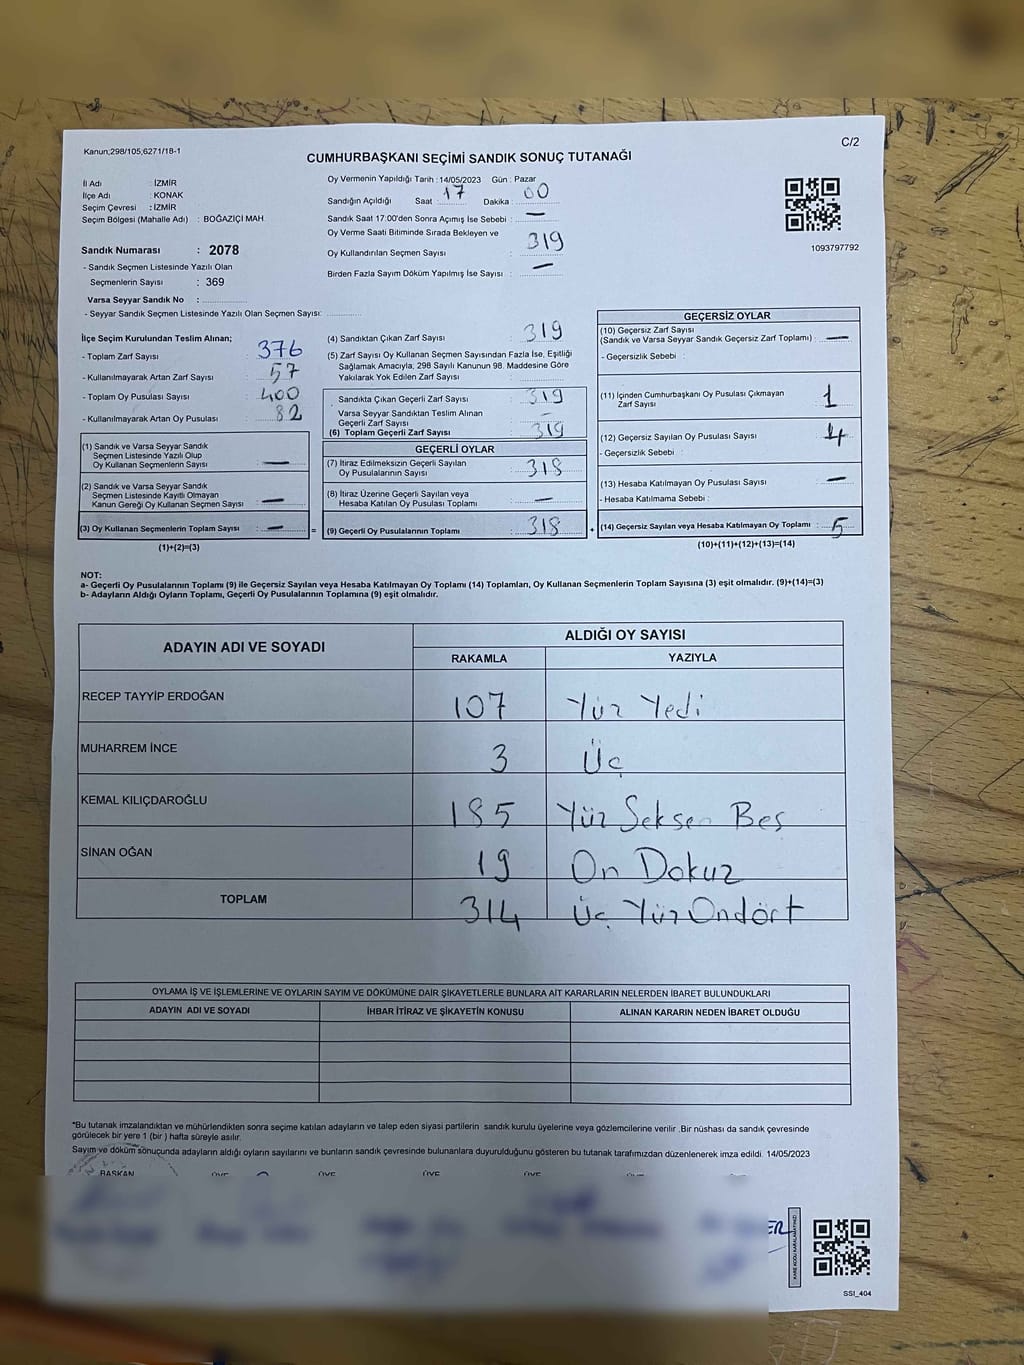 Kanun;298/105,6271/18-1
C/2
CUMHURBAŞKANI SEÇİMİ SANDIK SONUÇ TUTANAĞI
İl Adı : İZMİR
İlçe Adı : KONAK
Seçim Çevresi : İZMİR
Seçim Bölgesi (Mahalle Adı) : BOĞAZİÇİ MAH.
Sandık Numarası : 2078
- Sandık Seçmen Listesinde Yazılı Olan
Seçmenlerin Sayısı : 369
Varsa Seyyar Sandık No :
- Seyyar Sandık Seçmen Listesinde Yazılı Olan Seçmen Sayısı:
Oy Vermenin Yapıldığı Tarih : 14/05/2023 Gün : Pazar
Sandığın Açıldığı Saat : 17 Dakika : 00
Sandık Saat 17:00'den Sonra Açımış İse Sebebi : —
Oy Verme Saati Bitiminde Sırada Bekleyen ve
Oy Kullandırılan Seçmen Sayısı : 319
Birden Fazla Sayım Döküm Yapılmış İse Sayısı : —
1093797792
İlçe Seçim Kurulundan Teslim Alınan;
- Toplam Zarf Sayısı : 376
- Kullanılmayarak Artan Zarf Sayısı : 57
- Toplam Oy Pusulası Sayısı : 400
- Kullanılmayarak Artan Oy Pusulası : 82
(1) Sandık ve Varsa Seyyar Sandık
Seçmen Listesinde Yazılı Olup
Oy Kullanan Seçmenlerin Sayısı : —
(2) Sandık ve Varsa Seyyar Sandık
Seçmen Listesinde Kayıtlı Olmayan
Kanun Gereği Oy Kullanan Seçmen Sayısı : —
(3) Oy Kullanan Seçmenlerin Toplam Sayısı : — =
(1)+(2)=(3)
(4) Sandıktan Çıkan Zarf Sayısı : 319
(5) Zarf Sayısı Oy Kullanan Seçmen Sayısından Fazla İse, Eşitliği
Sağlamak Amacıyla, 298 Sayılı Kanunun 98. Maddesine Göre
Yakılarak Yok Edilen Zarf Sayısı :
Sandıkta Çıkan Geçerli Zarf Sayısı : 319
Varsa Seyyar Sandıktan Teslim Alınan
Geçerli Zarf Sayısı : —
(6) Toplam Geçerli Zarf Sayısı : 319
GEÇERLİ OYLAR
(7) İtiraz Edilmeksizin Geçerli Sayılan
Oy Pusulalarının Sayısı : 318
(8) İtiraz Üzerine Geçerli Sayılan veya
Hesaba Katılan Oy Pusulası Toplamı : —
(9) Geçerli Oy Pusulalarının Toplamı : 318 +
GEÇERSİZ OYLAR
(10) Geçersiz Zarf Sayısı
(Sandık ve Varsa Seyyar Sandık Geçersiz Zarf Toplamı) : —
- Geçersizlik Sebebi :
(11) İçinden Cumhurbaşkanı Oy Pusulası Çıkmayan
Zarf Sayısı : 1
(12) Geçersiz Sayılan Oy Pusulası Sayısı : 4
- Geçersizlik Sebebi :
(13) Hesaba Katılmayan Oy Pusulası Sayısı : —
- Hesaba Katılmama Sebebi :
(14) Geçersiz Sayılan veya Hesaba Katılmayan Oy Toplamı : 5
(10)+(11)+(12)+(13)=(14)
NOT:
a- Geçerli Oy Pusulalarının Toplamı (9) ile Geçersiz Sayılan veya Hesaba Katılmayan Oy Toplamı (14) Toplamları, Oy Kullanan Seçmenlerin Toplam Sayısına (3) eşit olmalıdır. (9)+(14)=(3)
b- Adayların Aldığı Oyların Toplamı, Geçerli Oy Pusulalarının Toplamına (9) eşit olmalıdır.
ADAYIN ADI VE SOYADI ALDIĞI OY SAYISI
RAKAMLA YAZIYLA
RECEP TAYYİP ERDOĞAN 107 Yüz Yedi
MUHARREM İNCE 3 Üç
KEMAL KILIÇDAROĞLU 185 Yüz Seksen Beş
SİNAN OĞAN 19 On Dokuz
TOPLAM 314 Üç Yüz Ondört
OYLAMA İŞ VE İŞLEMLERİNE VE OYLARIN SAYIM VE DÖKÜMÜNE DAİR ŞİKAYETLERLE BUNLARA AİT KARARLARIN NELERDEN İBARET BULUNDUKLARI
ADAYIN ADI VE SOYADI İHBAR İTİRAZ VE ŞİKAYETİN KONUSU ALINAN KARARIN NEDEN İBARET OLDUĞU
*Bu tutanak imzalandıktan ve mühürlendikten sonra seçime katılan adayların ve talep eden siyasi partilerin sandık kurulu üyelerine veya gözlemcilerine verilir .Bir nüshası da sandık çevresinde
görülecek bir yere 1 (bir ) hafta süreyle asılır.
Sayım ve döküm sonucunda adayların aldığı oyların sayılarını ve bunların sandık çevresinde bulunanlara duyurulduğunu gösteren bu tutanak tarafımızdan düzenlenerek imza edildi. 14/05/2023
BAŞKAN ÜYE ÜYE ÜYE ÜYE ÜYE
ER
KARE KODU KARALAMAYINIZ!
SSI_404